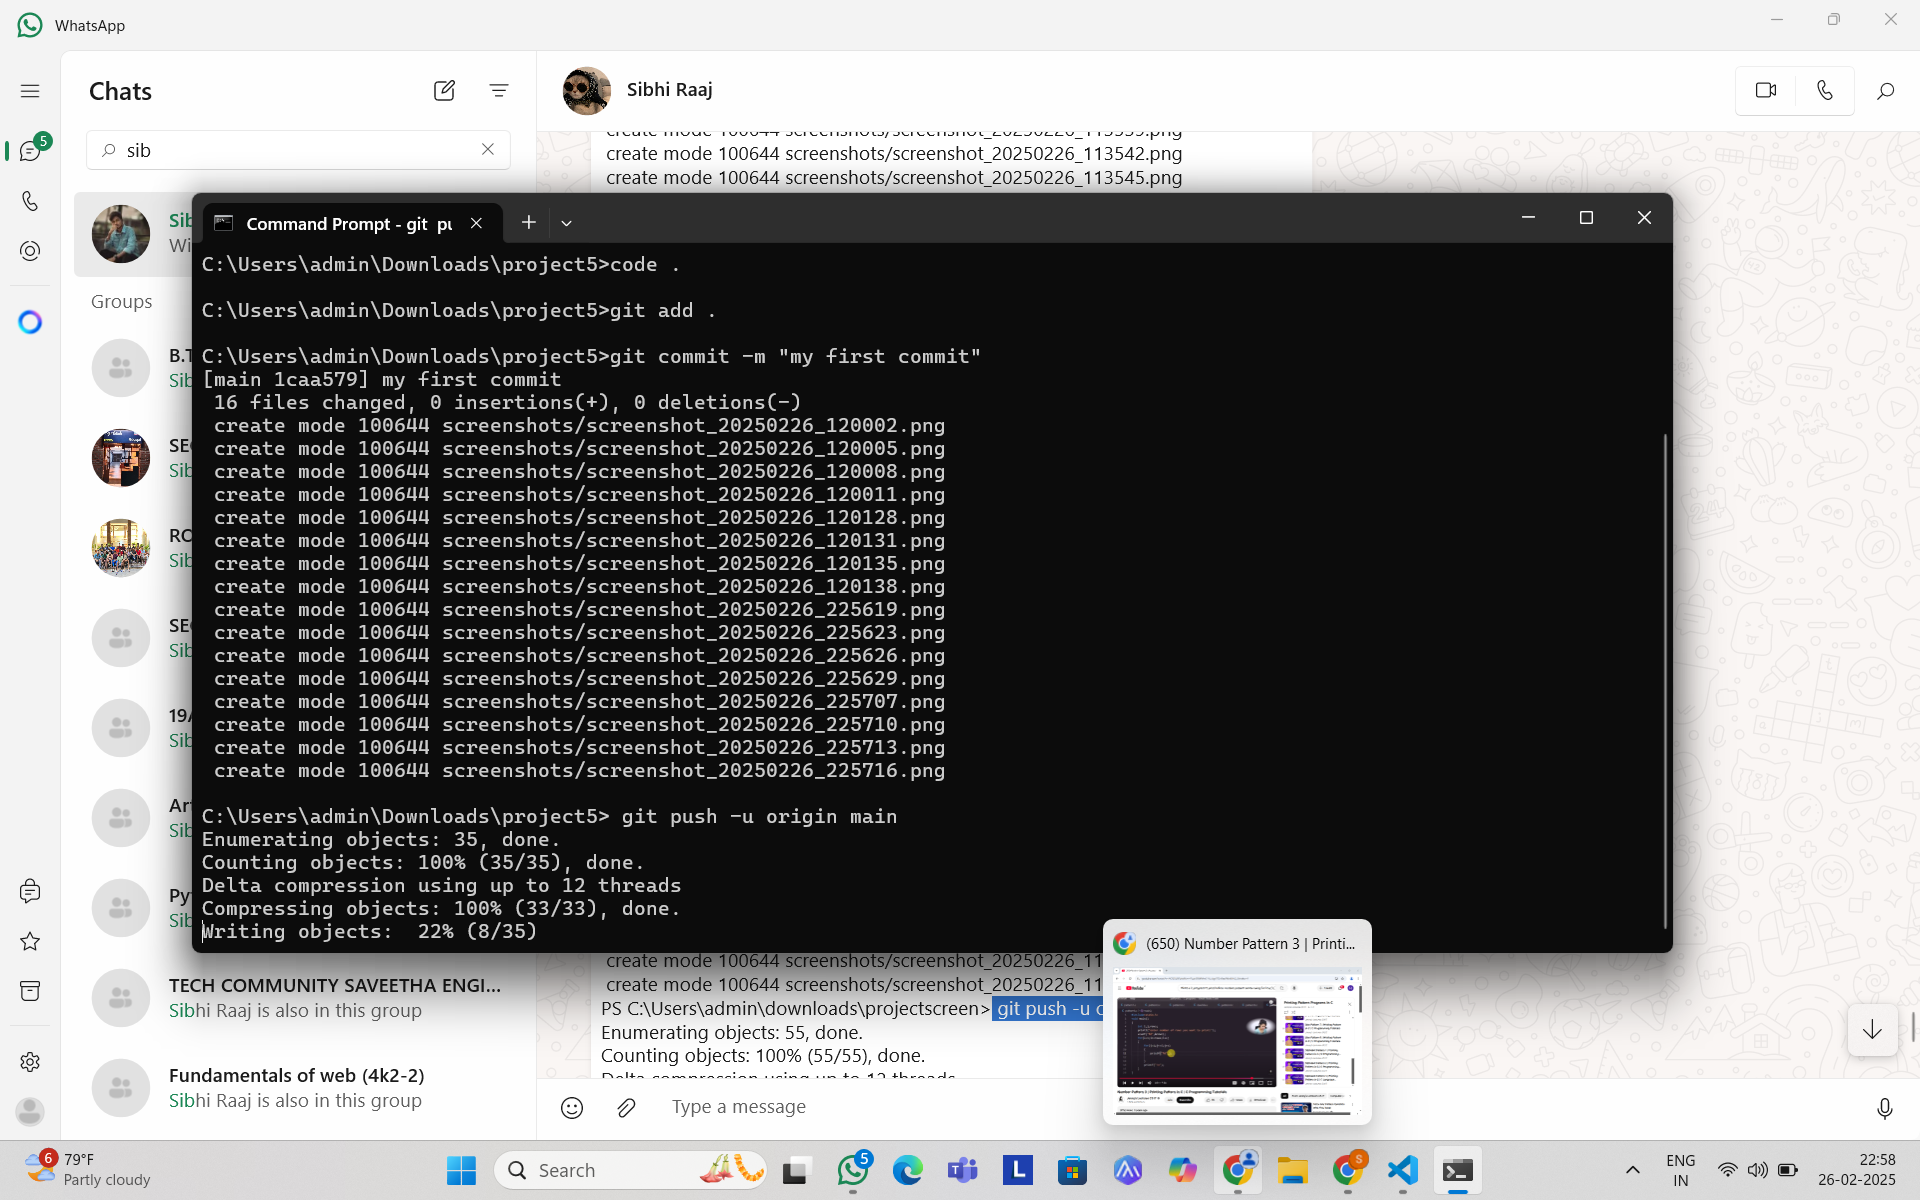 WhatsApp
Chats
5
sib
Sib
Wi
Groups
B.T
Sib
SE
Sib
RO
Sib
SE
Sib
19/
Sib
Ar
Sib
Py
Sib
TECH COMMUNITY SAVEETHA ENGI...
Sibhi Raaj is also in this group
Fundamentals of web (4k2-2)
Sibhi Raaj is also in this group
Sibhi Raaj
create mode 100644 screenshots/screenshot_20250226_113539.png
create mode 100644 screenshots/screenshot_20250226_113542.png
create mode 100644 screenshots/screenshot_20250226_113545.png
Command Prompt - git pu
C:\Users\admin\Downloads\project5>code .
C:\Users\admin\Downloads\project5>git add .
C:\Users\admin\Downloads\project5>git commit -m "my first commit"
[main 1caa579] my first commit
16 files changed, 0 insertions(+), 0 deletions(-)
create mode 100644 screenshots/screenshot_20250226_120002.png
create mode 100644 screenshots/screenshot_20250226_120005.png
create mode 100644 screenshots/screenshot_20250226_120008.png
create mode 100644 screenshots/screenshot_20250226_120011.png
create mode 100644 screenshots/screenshot_20250226_120128.png
create mode 100644 screenshots/screenshot_20250226_120131.png
create mode 100644 screenshots/screenshot_20250226_120135.png
create mode 100644 screenshots/screenshot_20250226_120138.png
create mode 100644 screenshots/screenshot_20250226_225619.png
create mode 100644 screenshots/screenshot_20250226_225623.png
create mode 100644 screenshots/screenshot_20250226_225626.png
create mode 100644 screenshots/screenshot_20250226_225629.png
create mode 100644 screenshots/screenshot_20250226_225707.png
create mode 100644 screenshots/screenshot_20250226_225710.png
create mode 100644 screenshots/screenshot_20250226_225713.png
create mode 100644 screenshots/screenshot_20250226_225716.png
C:\Users\admin\Downloads\project5> git push -u origin main
Enumerating objects: 35, done.
Counting objects: 100% (35/35), done.
Delta compression using up to 12 threads
Compressing objects: 100% (33/33), done.
Writing objects: 22% (8/35)
create mode 100644 screenshots/screenshot_20250226_11
create mode 100644 screenshots/screenshot_20250226_11
PS C:\Users\admin\downloads\projectscreen> git push -u o
Enumerating objects: 55, done.
Counting objects: 100% (55/55), done.
Delta compression using up to 12 threads
(650) Number Pattern 3 | Printi...
Type a message
6
79°F
Partly cloudy
Search
5
S
ENG
IN
22:58
26-02-2025